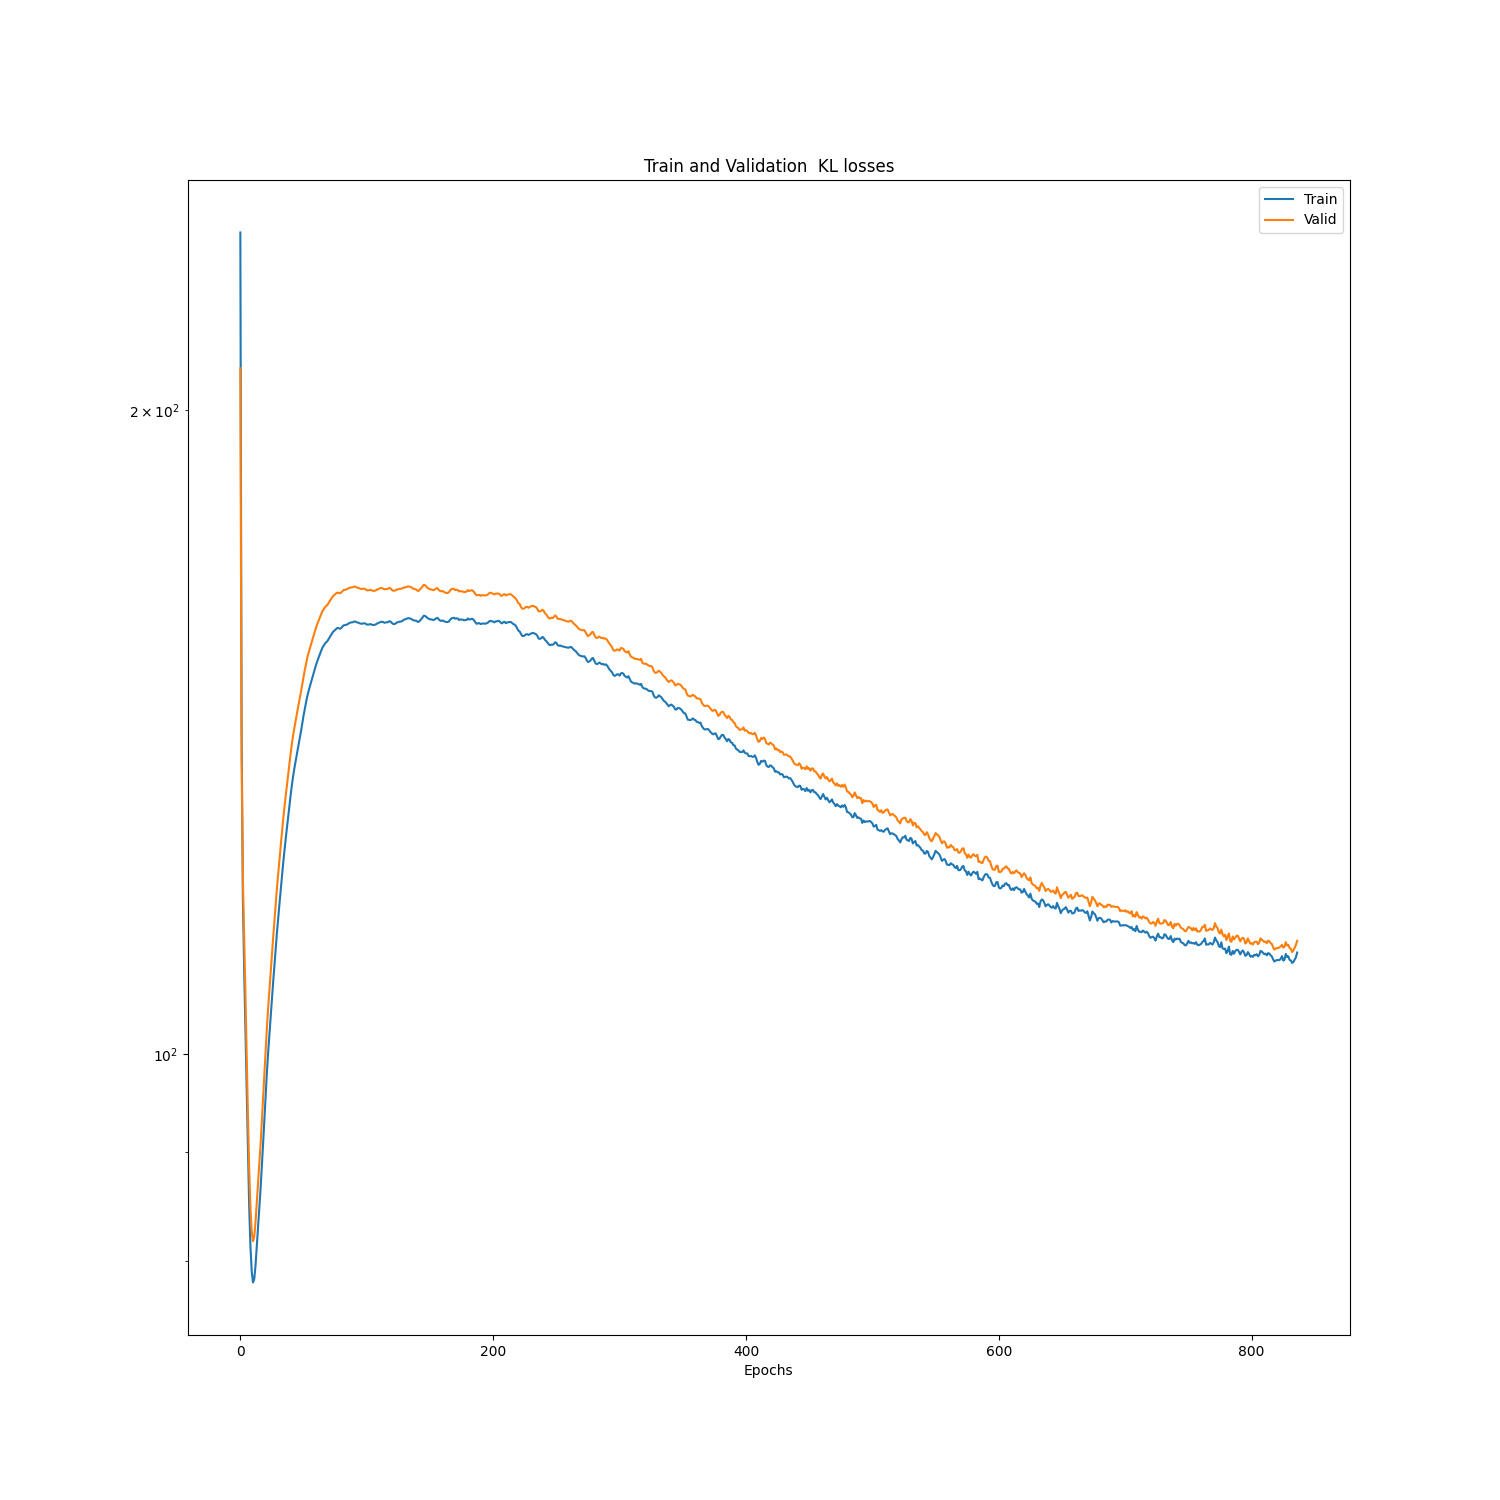 Train and Validation  KL losses
Train
Valid
2 × 10²
10²
0 200 400 600 800
Epochs